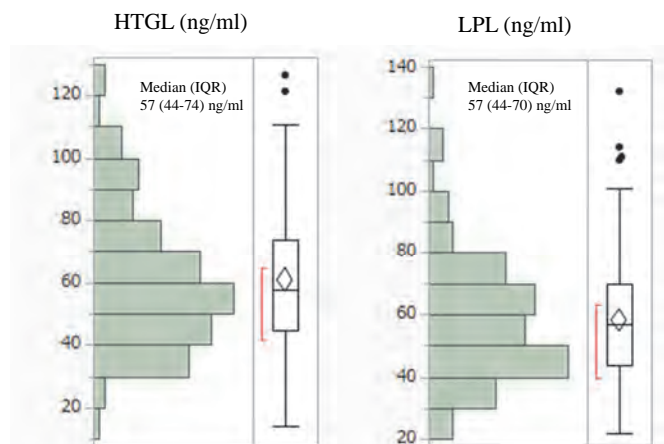 HTGL (ng/ml)
Median (IQR)
57 (44-74) ng/ml
120
100
80
60
40
20
LPL (ng/ml)
Median (IQR)
57 (44-70) ng/ml
140
120
100
80
60
40
20